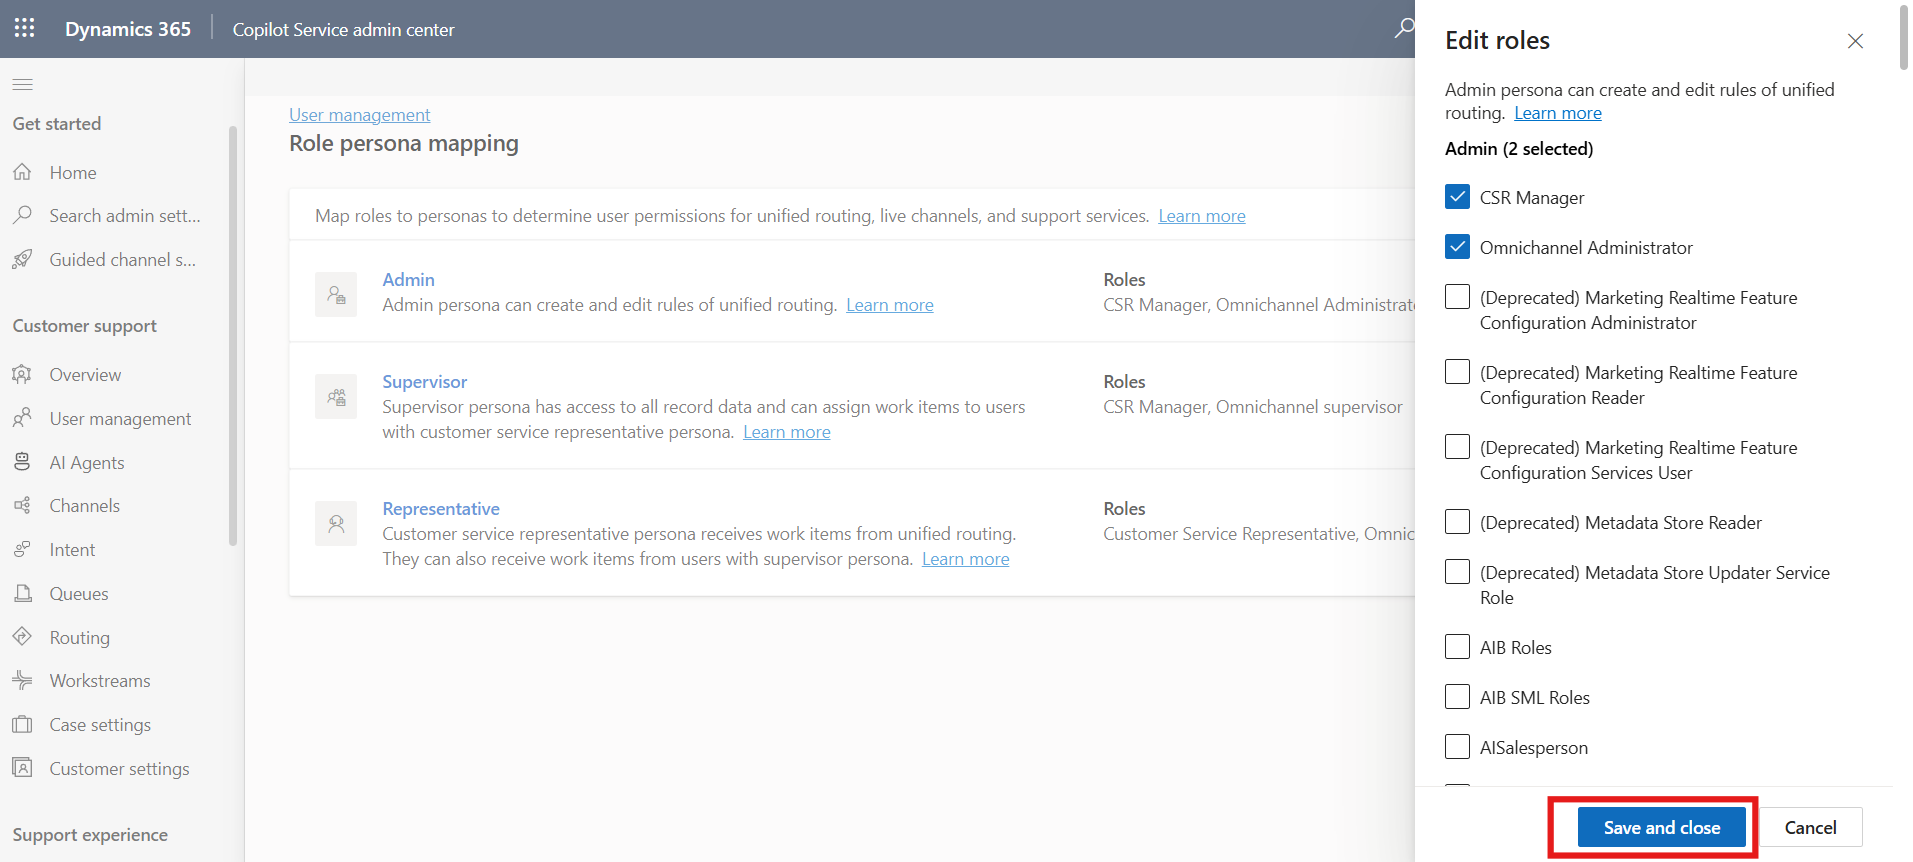 Dynamics 365
Copilot Service admin center
Get started
Home
Search admin sett...
Guided channel s...
Customer support
Overview
User management
AI Agents
Channels
Intent
Queues
Routing
Workstreams
Case settings
Customer settings
Support experience
User management
Role persona mapping
Map roles to personas to determine user permissions for unified routing, live channels, and support services. Learn more
Admin
Admin persona can create and edit rules of unified routing. Learn more
Roles
CSR Manager, Omnichannel Administrato
Supervisor
Supervisor persona has access to all record data and can assign work items to users
with customer service representative persona. Learn more
Roles
CSR Manager, Omnichannel supervisor
Representative
Customer service representative persona receives work items from unified routing.
They can also receive work items from users with supervisor persona. Learn more
Roles
Customer Service Representative, Omnic
Edit roles
Admin persona can create and edit rules of unified
routing. Learn more
Admin (2 selected)
CSR Manager
Omnichannel Administrator
(Deprecated) Marketing Realtime Feature
Configuration Administrator
(Deprecated) Marketing Realtime Feature
Configuration Reader
(Deprecated) Marketing Realtime Feature
Configuration Services User
(Deprecated) Metadata Store Reader
(Deprecated) Metadata Store Updater Service
Role
AIB Roles
AIB SML Roles
AISalesperson
Save and close
Cancel